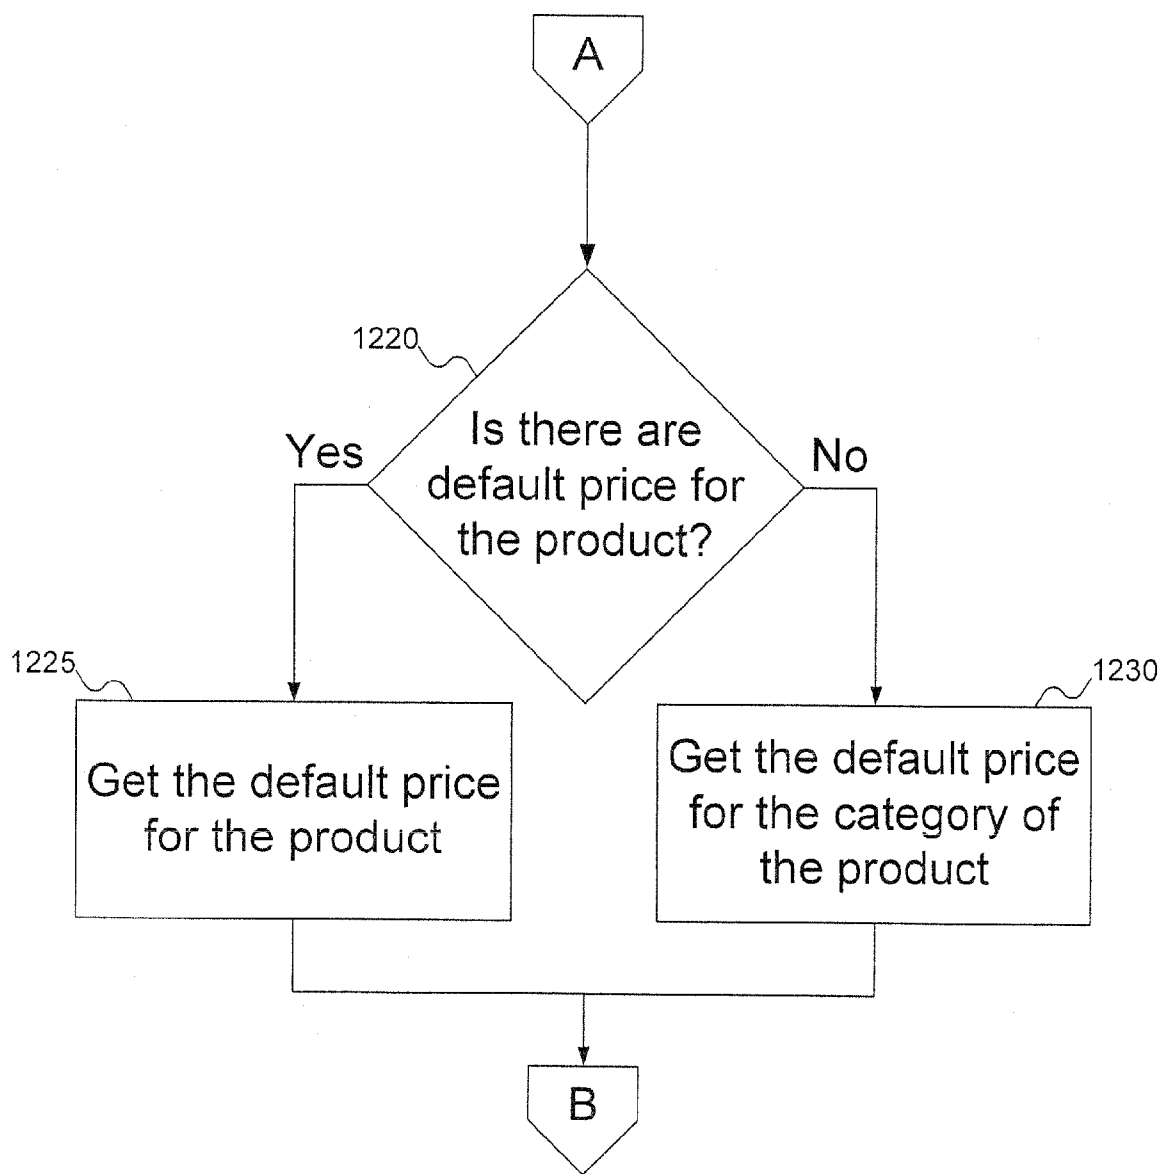 A
1220
Is there are
default price for
the product?
Yes
No
1225
Get the default price
for the product
1230
Get the default price
for the category of
the product
B